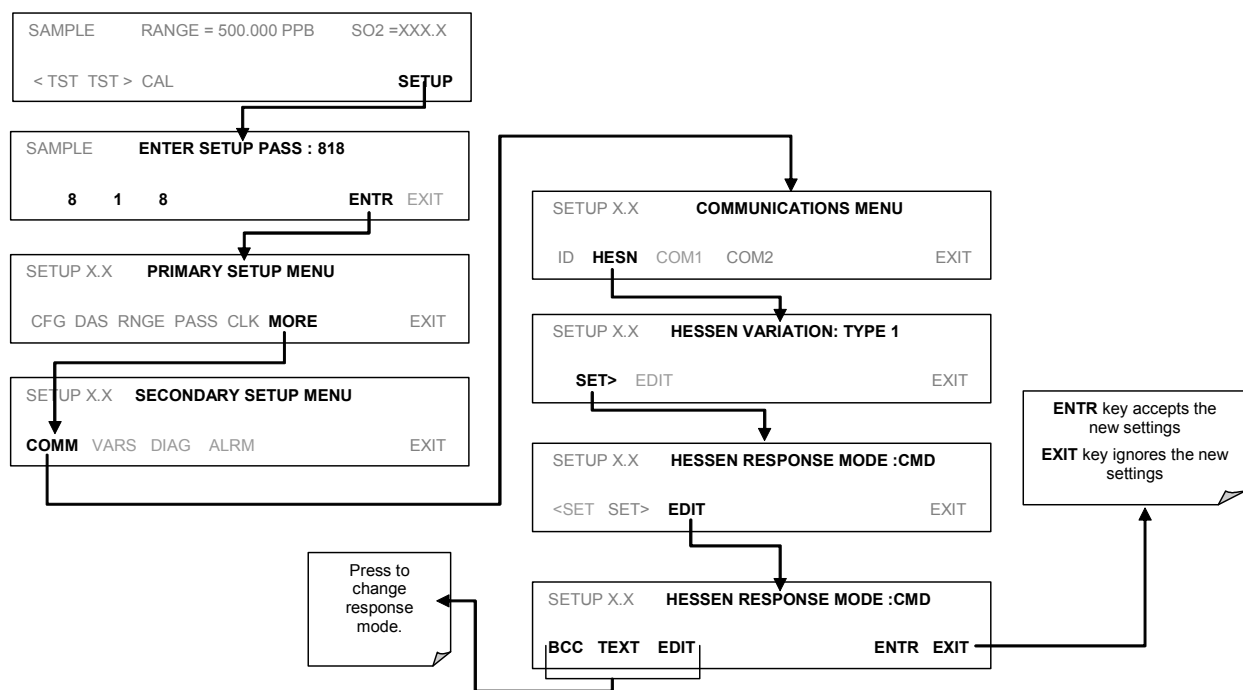 SAMPLE RANGE = 500.000 PPB SO2 =XXX.X
< TST TST > CAL SETUP
SAMPLE ENTER SETUP PASS : 818
8 1 8 ENTR EXIT
SETUP X.X PRIMARY SETUP MENU
CFG DAS RNGE PASS CLK MORE EXIT
SETUP X.X SECONDARY SETUP MENU
COMM VARS DIAG ALRM EXIT
SETUP X.X COMMUNICATIONS MENU
ID HESN COM1 COM2 EXIT
SETUP X.X HESSEN VARIATION: TYPE 1
SET> EDIT EXIT
SETUP X.X HESSEN RESPONSE MODE :CMD
<SET SET> EDIT EXIT
SETUP X.X HESSEN RESPONSE MODE :CMD
BCC TEXT EDIT ENTR EXIT
Press to
change
response
mode.
ENTR key accepts the
new settings
EXIT key ignores the new
settings